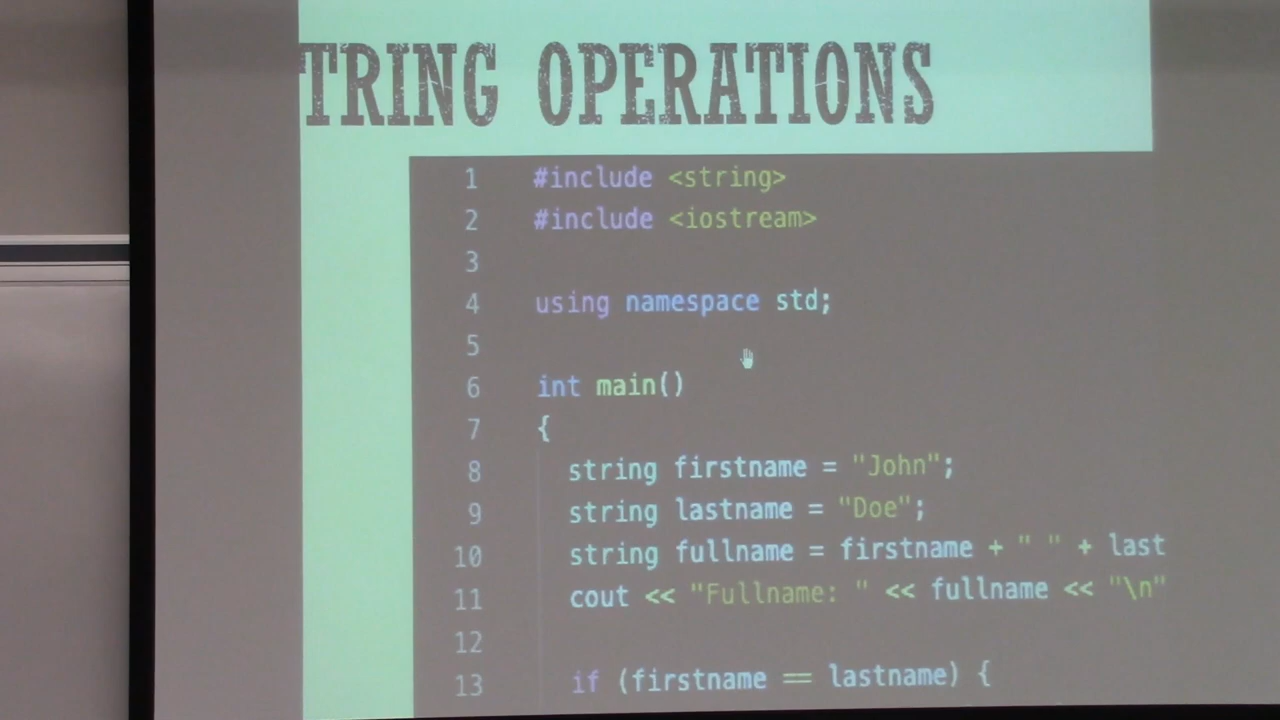 TRING OPERATIONS
1 #include <string>
2 #include <iostream>
3
4 using namespace std;
5
6 int main()
7 {
8 string firstname = "John";
9 string lastname = "Doe";
10 string fullname = firstname + " " + last
11 cout << "Fullname: " << fullname << "\n"
12
13 if (firstname == lastname) {